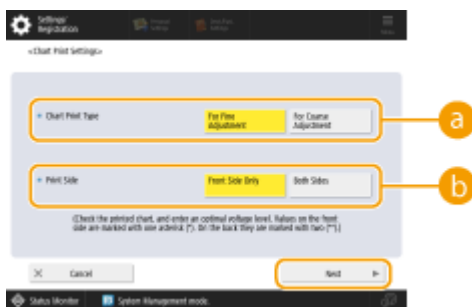 Settings/
Registration
Menu
<Chart Print Settings>
Chart Print Type
For Fine
Adjustment
For Coarse
Adjustment
a
Print Side
Front Side Only
Both Sides
b
(Check the printed chart, and enter an optimal voltage level. Values on the front
side are marked with one asterisk (*). On the back they are marked with two (**).)
× Cancel
Next
Status Monitor
System Management mode.